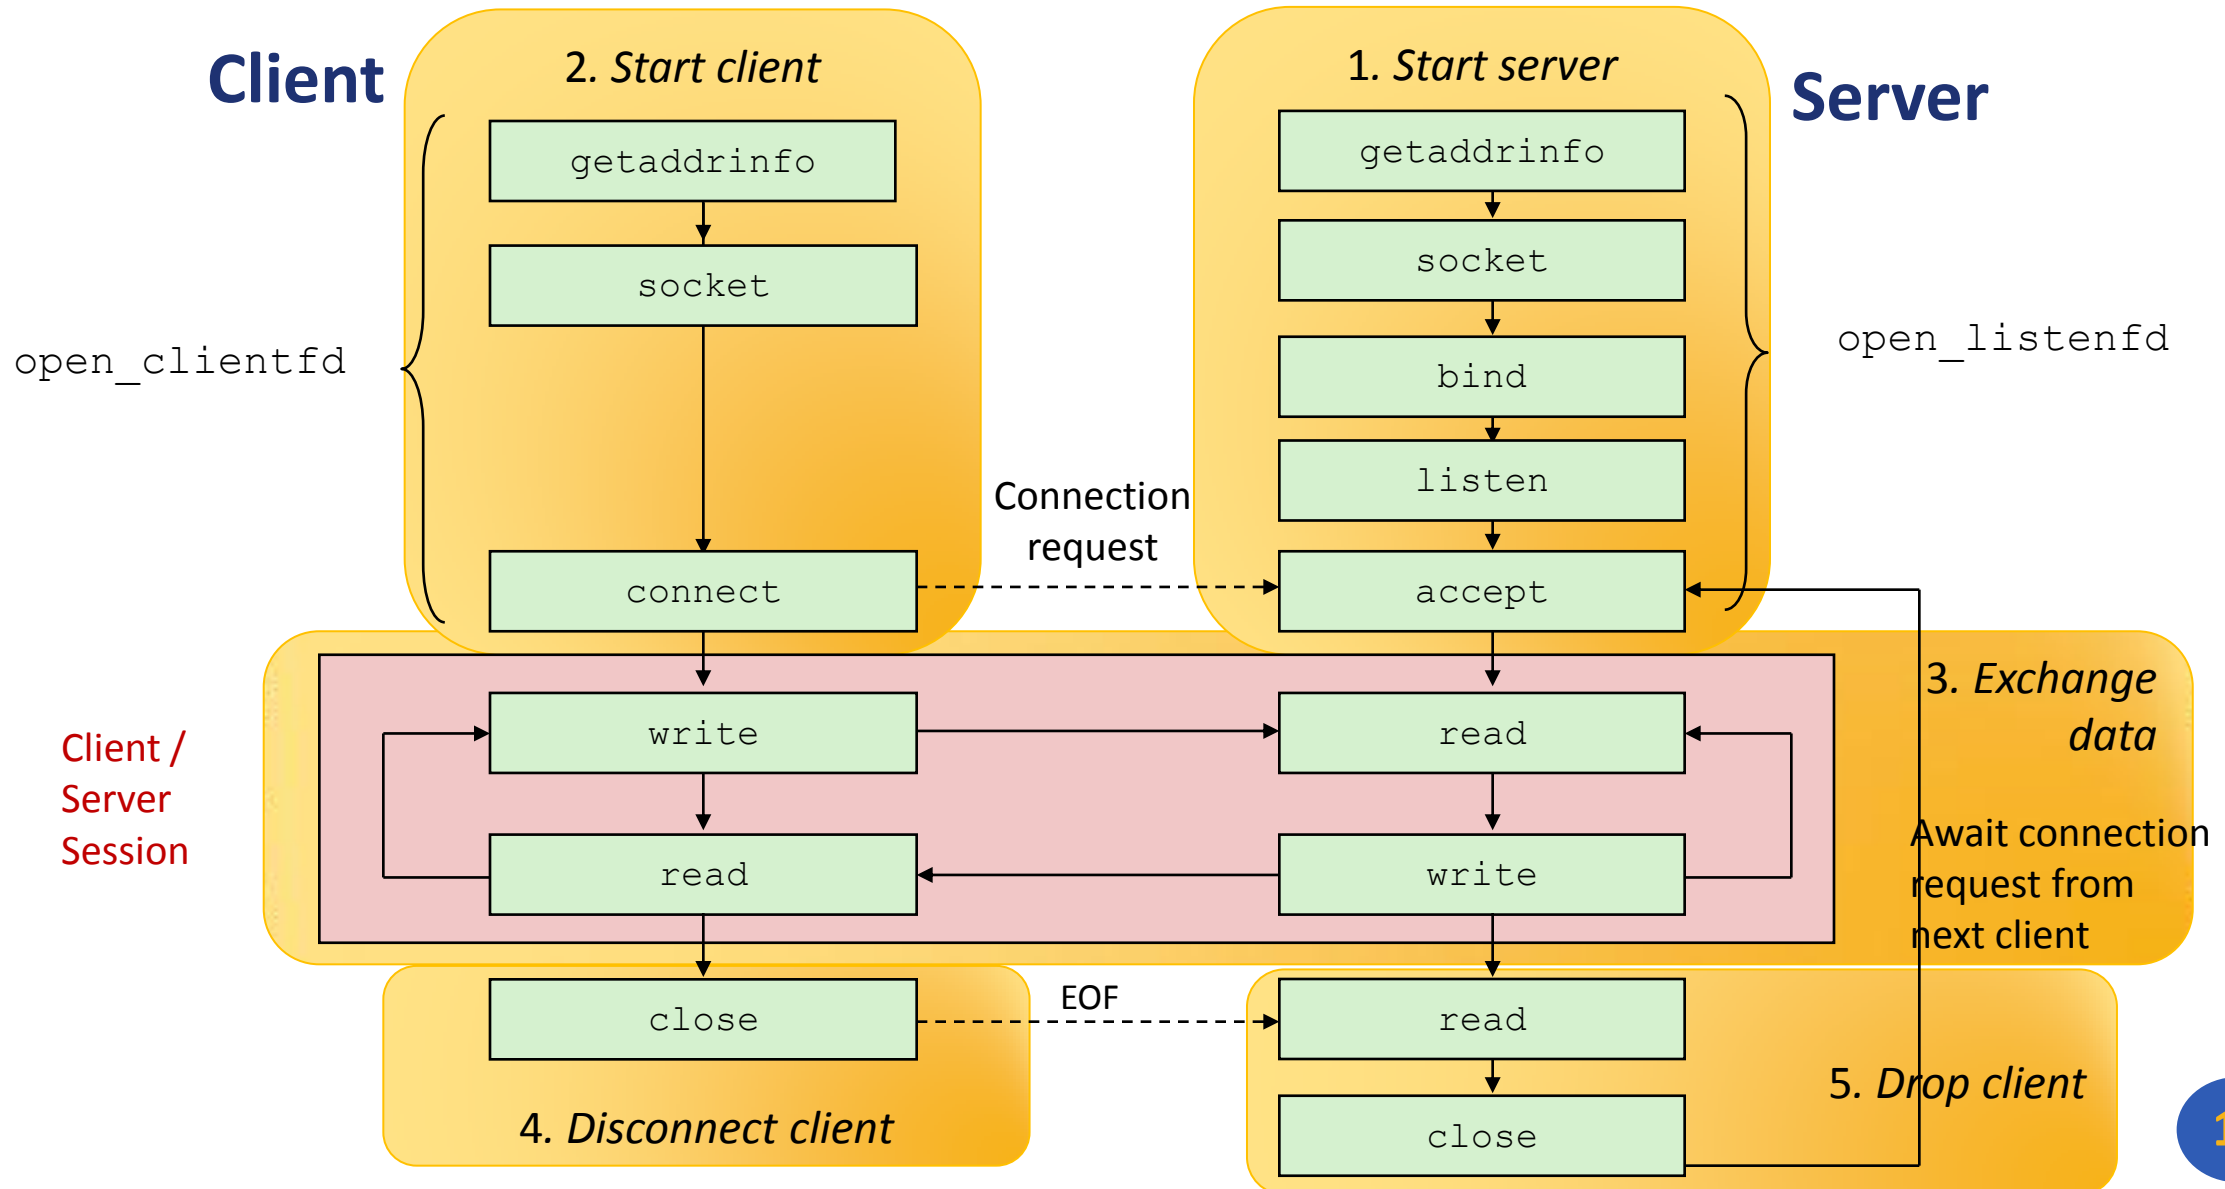 Client
2. Start client
1. Start server
Server
getaddrinfo
getaddrinfo
socket
socket
open_clientfd
open_listenfd
bind
listen
Connection
request
connect
accept
3. Exchange
data
write
read
Client /
Server
Session
Await connection
request from
next client
read
write
close
EOF
read
4. Disconnect client
5. Drop client
close
1